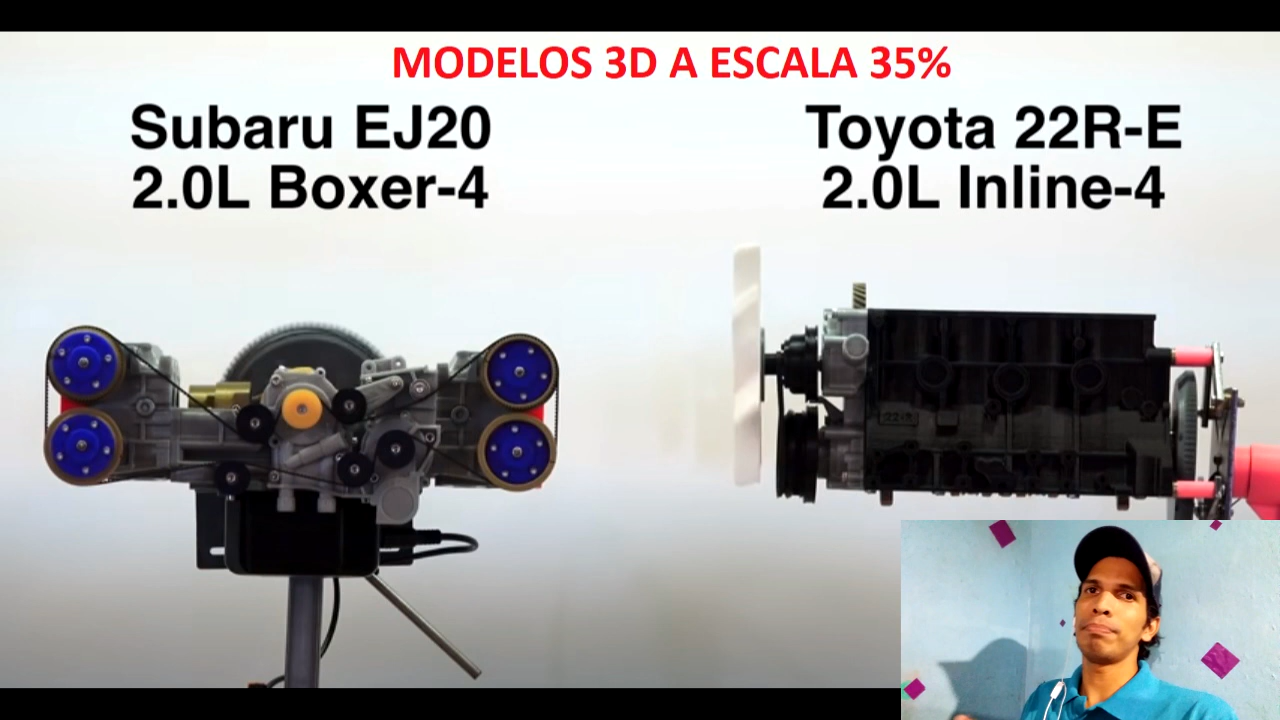 MODELOS 3D A ESCALA 35%
Subaru EJ20
2.0L Boxer-4
Toyota 22R-E
2.0L Inline-4